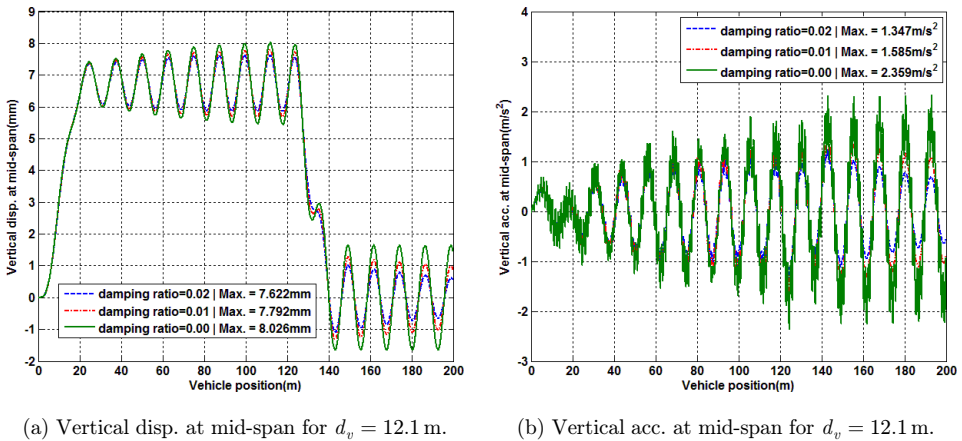 9
8
7
6
5
4
3
2
1
0
-1
-2
Vertical disp. at mid-span(mm)
damping ratio=0.02 | Max. = 7.622mm
damping ratio=0.01 | Max. = 7.792mm
damping ratio=0.00 | Max. = 8.026mm
0 20 40 60 80 100 120 140 160 180 200
Vehicle position(m)
(a) Vertical disp. at mid-span for d_v = 12.1 m.
4
3
2
1
0
-1
-2
-3
Vertical acc. at mid-span(m/s²)
damping ratio=0.02 | Max. = 1.347m/s²
damping ratio=0.01 | Max. = 1.585m/s²
damping ratio=0.00 | Max. = 2.359m/s²
0 20 40 60 80 100 120 140 160 180 200
Vehicle position(m)
(b) Vertical acc. at mid-span for d_v = 12.1 m.